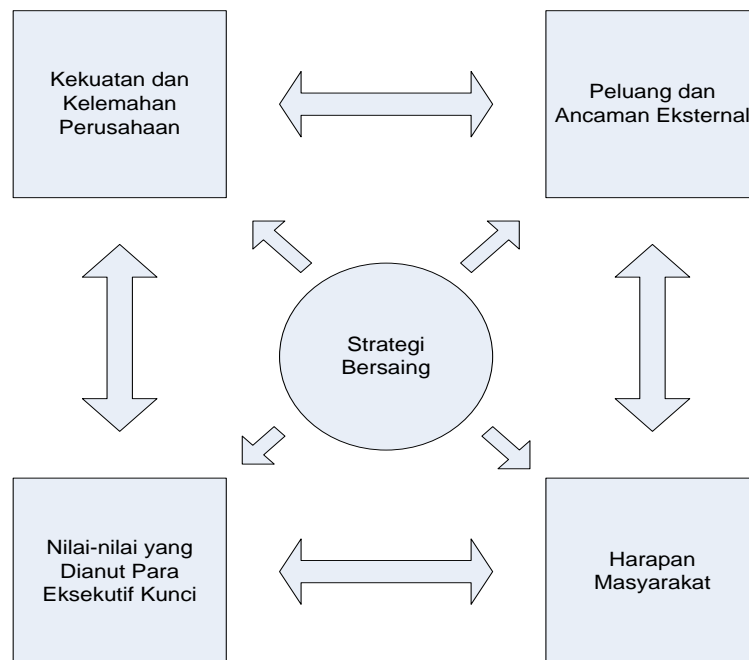 Kekuatan dan
Kelemahan
Perusahaan
Peluang dan
Ancaman Eksternal
Strategi
Bersaing
Nilai-nilai yang
Dianut Para
Eksekutif Kunci
Harapan
Masyarakat